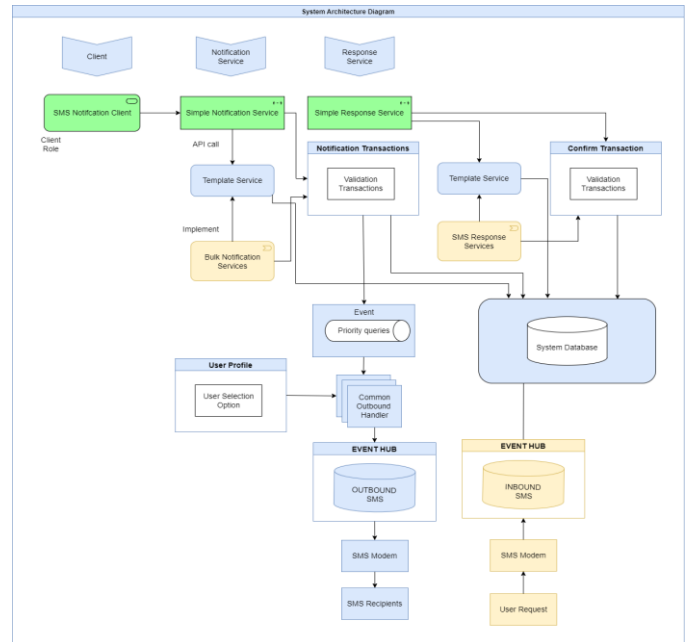 System Architecture Diagram
Client
Notification
Service
Response
Service
SMS Notifcation Client
Simple Notification Service
Simple Response Service
Client
Role
API call
Notification Transactions
Confirm Transaction
Template Service
Validation
Transactions
Template Service
Validation
Transactions
Implement
Bulk Notification
Services
SMS Response
Services
Event
Priority queries
System Database
User Profile
User Selection
Option
Common
Outbound
Handler
EVENT HUB
EVENT HUB
OUTBOUND
SMS
INBOUND
SMS
SMS Modem
SMS Modem
SMS Recipients
User Request